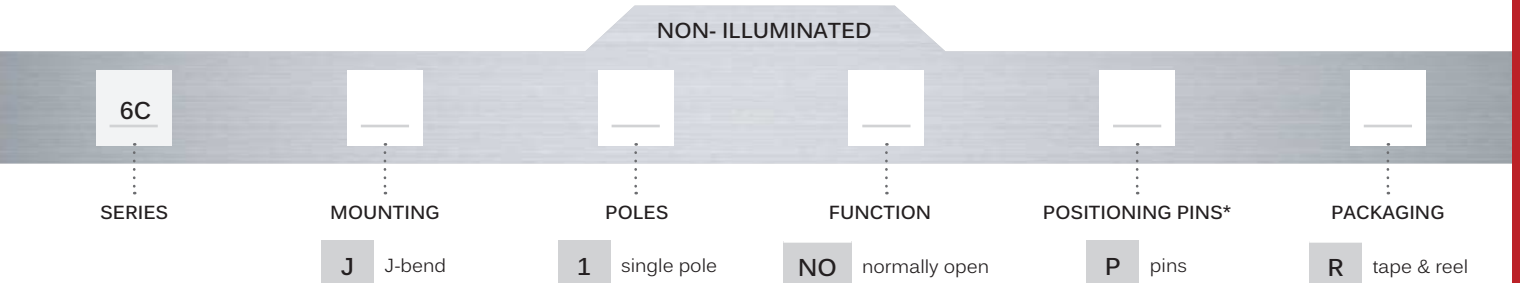 NON- ILLUMINATED
6C
SERIES MOUNTING POLES FUNCTION POSITIONING PINS* PACKAGING
J J-bend 1 single pole NO normally open P pins R tape & reel